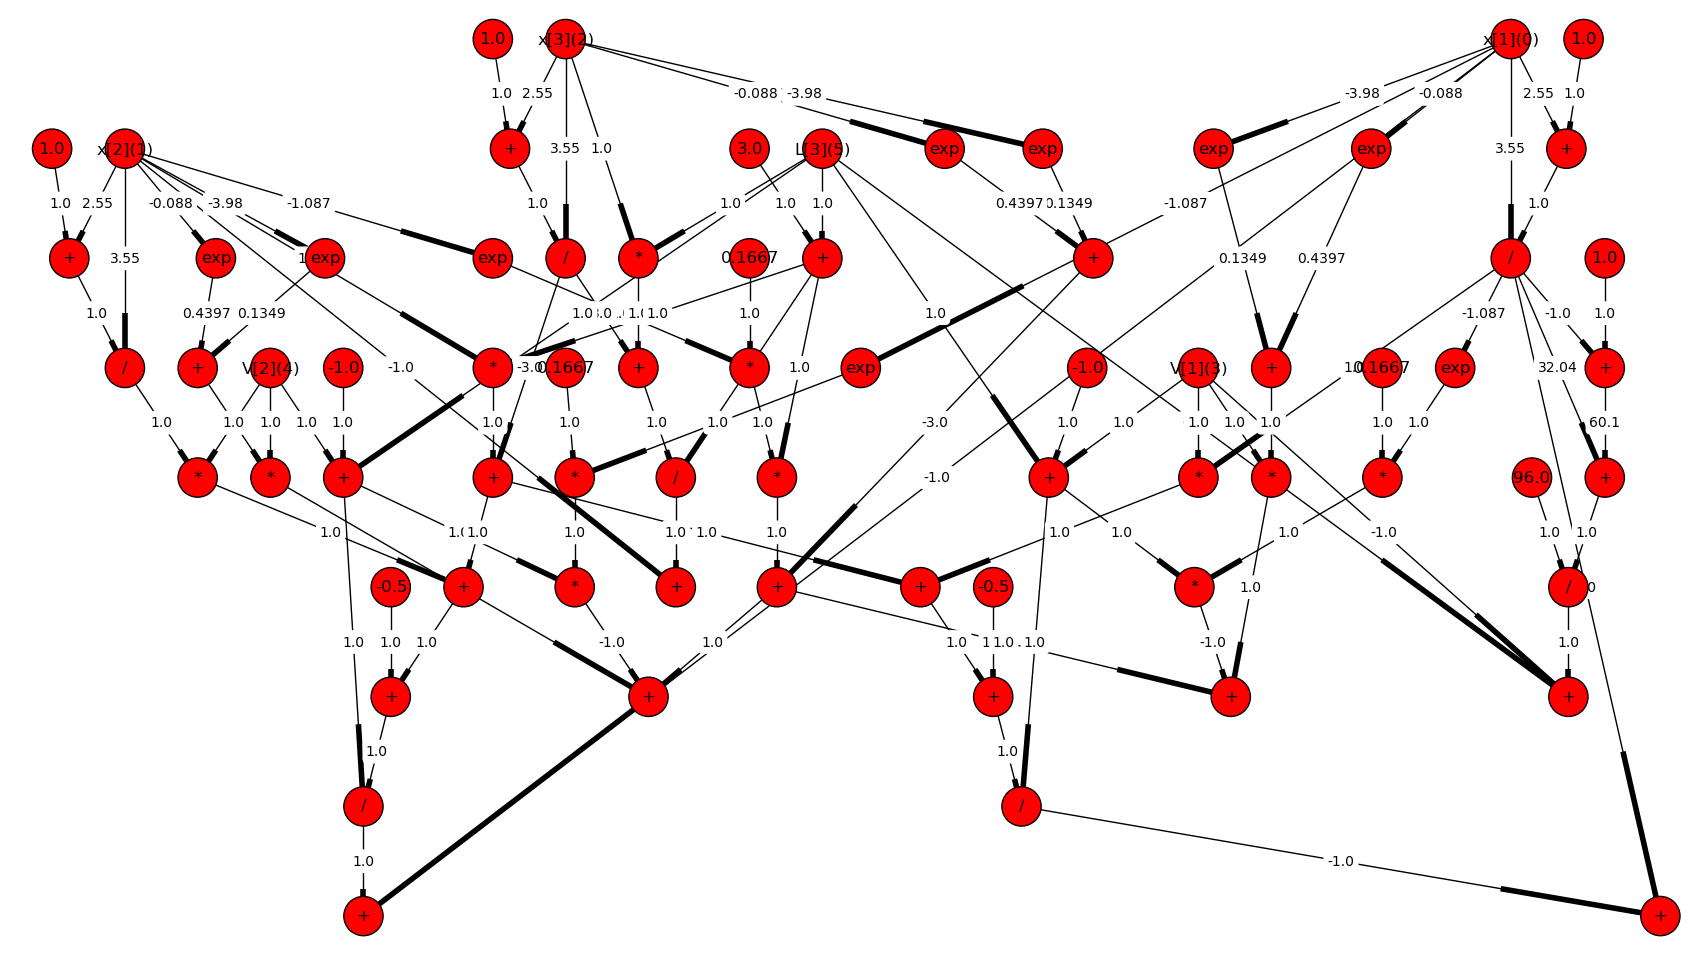 1.0 x[3](2) x[1](0) 1.0
1.0 2.55 -0.088 -3.98 -3.98 -0.088 2.55 1.0
1.0 x[2](1) + 3.55 1.0 3.0 L[3](5) exp exp exp exp 3.55 +
1.0 2.55 -0.088 -3.98 -1.087 1.0 1.0 1.0 1.0 0.4397 0.1349 -1.087 1.0
+ 3.55 exp exp exp / * 0.1667 + + 0.1349 0.4397 / 1.0
1.0 0.4397 0.1349 1.0 1.0 1.0 1.0 1.0 -1.087 -1.0 1.0
/ + V[2](4) -1.0 -1.0 * 0.1667 + * 1.0 exp -1.0 V[1](3) + 0.1667 exp 32.04 +
1.0 1.0 1.0 1.0 1.0 1.0 1.0 1.0 1.0 -3.0 1.0 1.0 1.0 1.0 1.0 1.0 1.0 60.1
* * + + * / * -1.0 + * * * 96.0 +
1.0 1.0 1.0 1.0 1.0 1.0 1.0 1.0 1.0 -1.0 1.0 1.0
-0.5 + * + + + -0.5 * 1.0 /
1.0 1.0 1.0 -1.0 1.0 1.0 1.0 1.0 -1.0 1.0
+ + + + +
1.0 1.0
/ /
1.0 -1.0
+ +